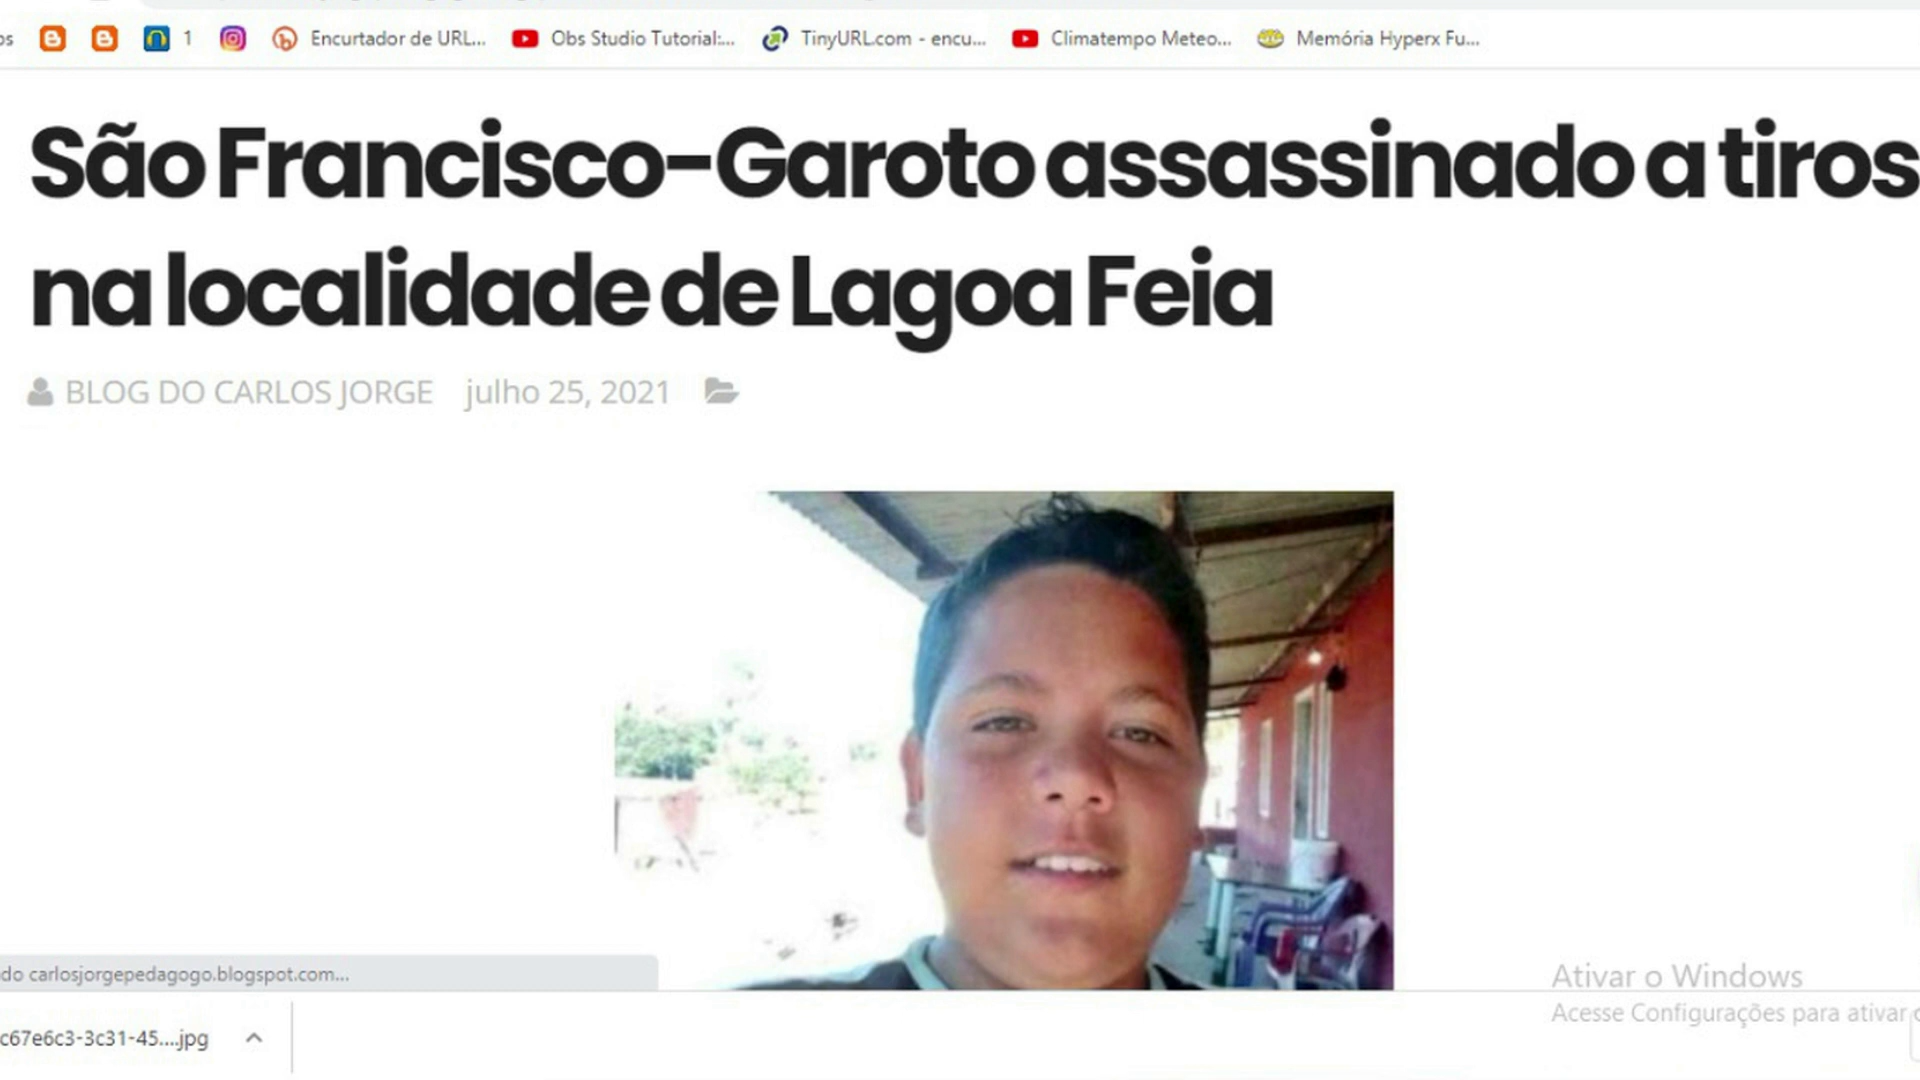 os 1 Encurtador de URL... Obs Studio Tutorial:... TinyURL.com - encu... Climatempo Meteo... Memória Hyperx Fu...
São Francisco-Garoto assassinado a tiros
na localidade de Lagoa Feia
BLOG DO CARLOS JORGE julho 25, 2021
do carlosjorgepedagogo.blogspot.com...
Ativar o Windows
Acesse Configurações para ativar o
c67e6c3-3c31-45....jpg